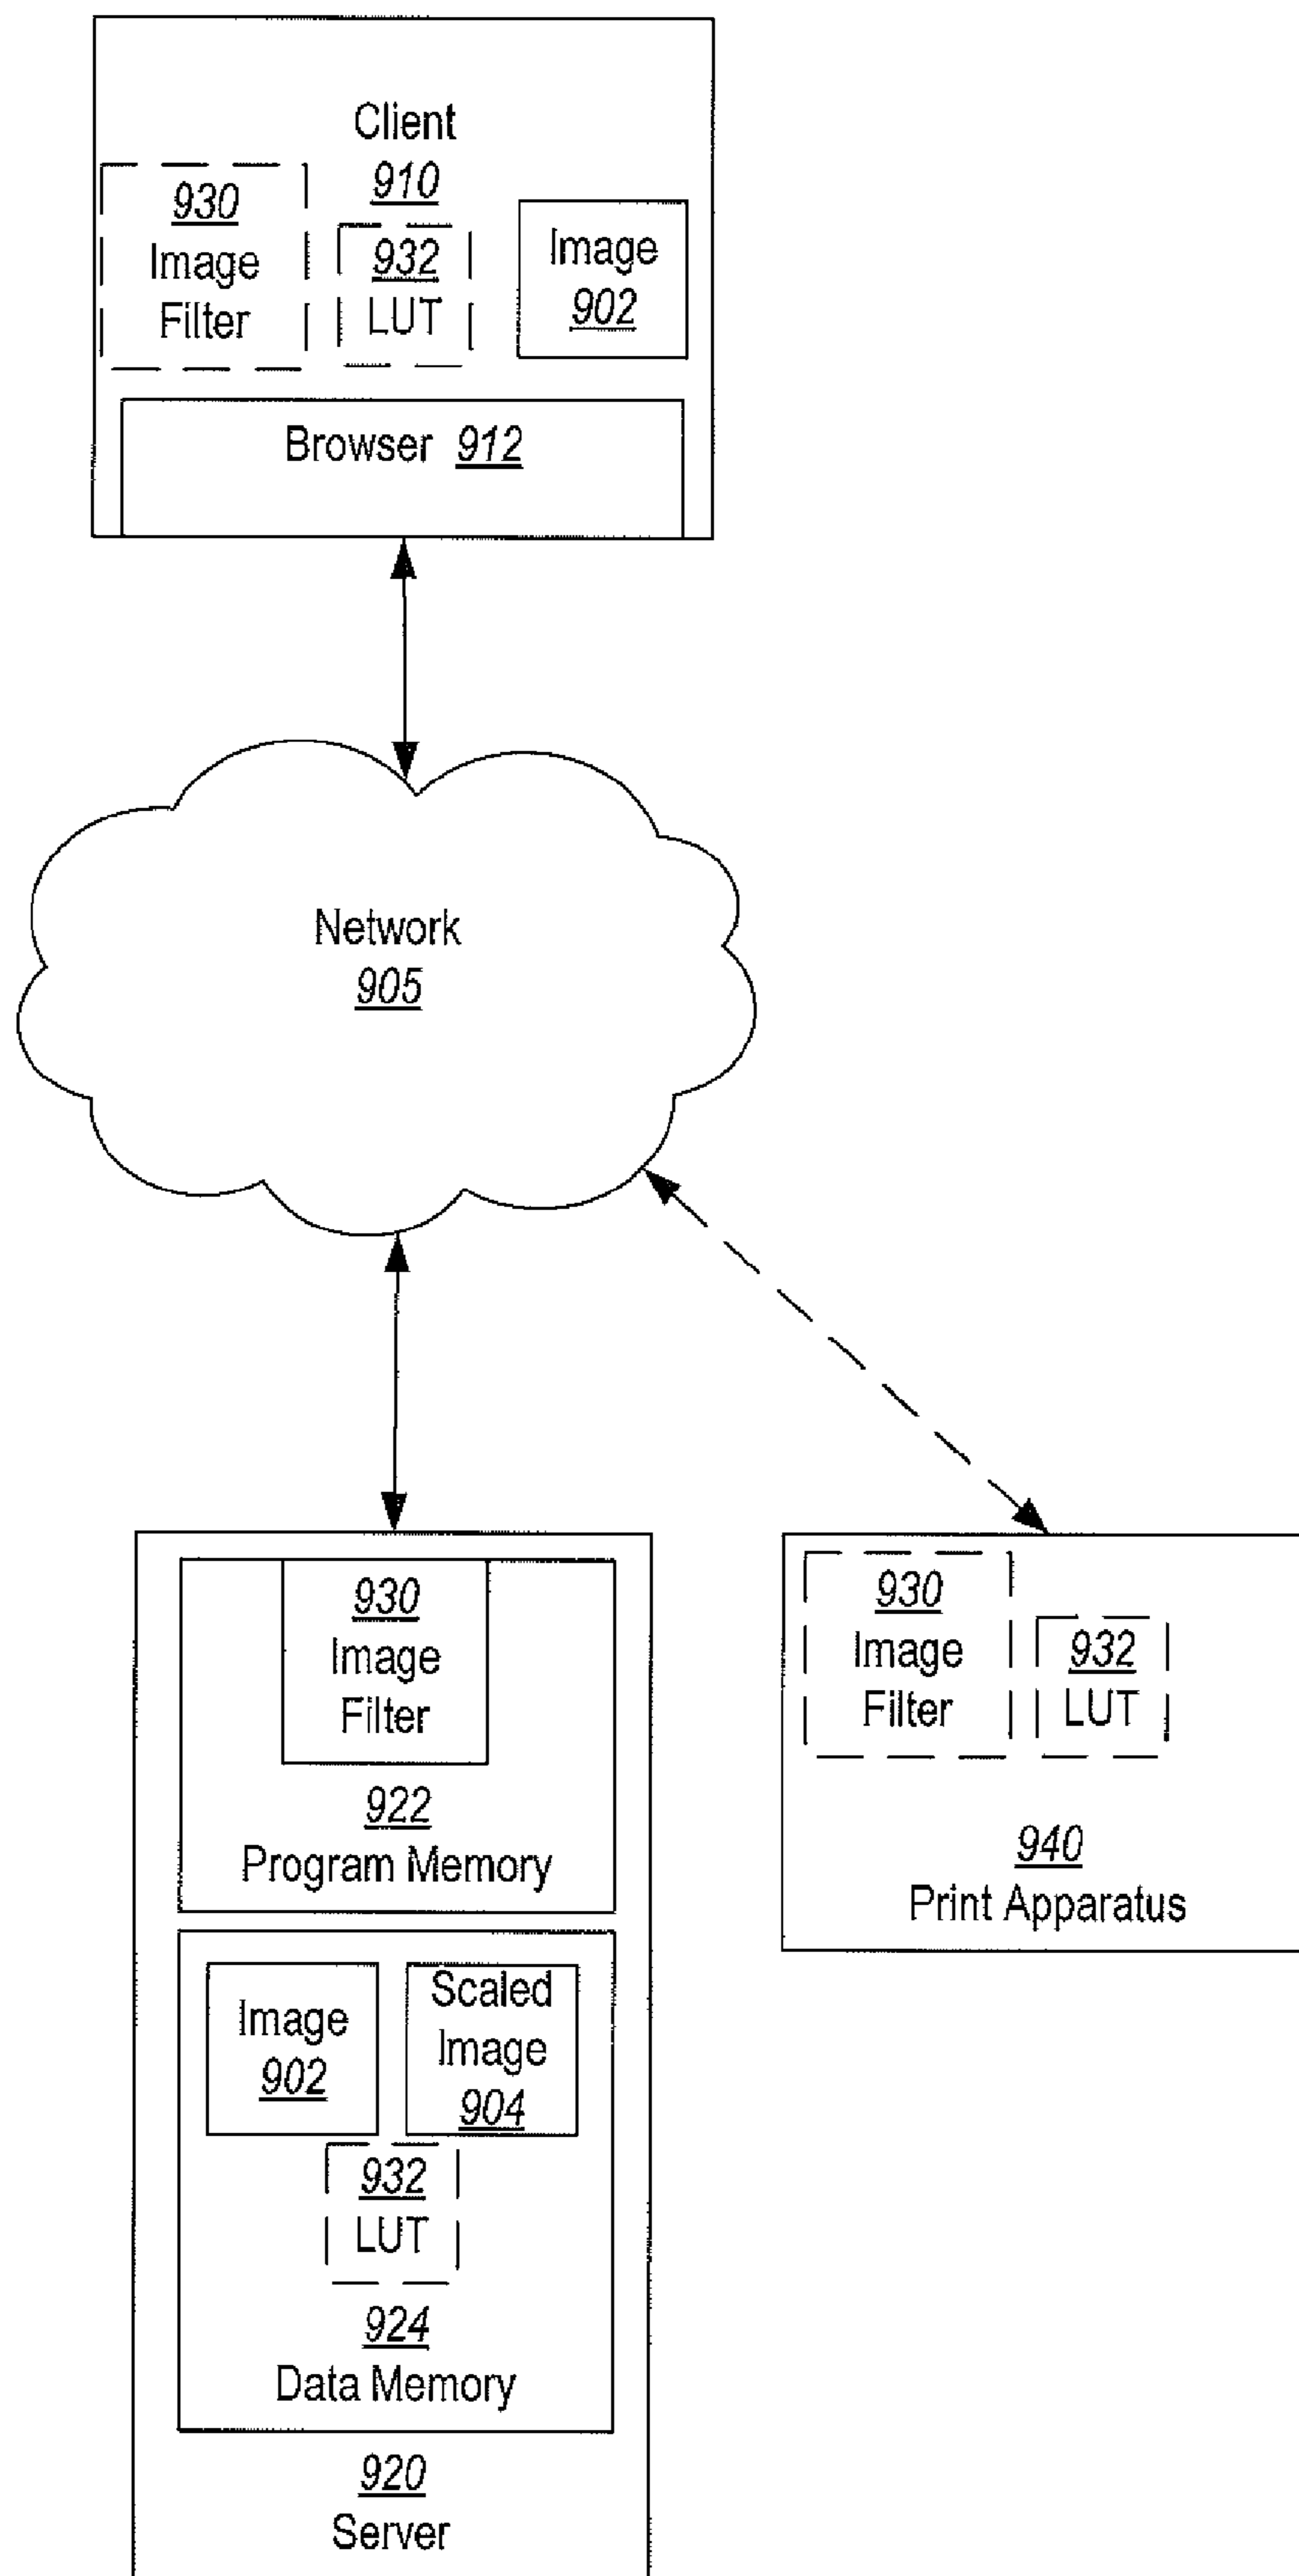 Client
910
930
Image
Filter
932
LUT
Image
902
Browser 912
Network
905
930
Image
Filter
922
Program Memory
Image
902
Scaled
Image
904
932
LUT
924
Data Memory
920
Server
930
Image
Filter
932
LUT
940
Print Apparatus